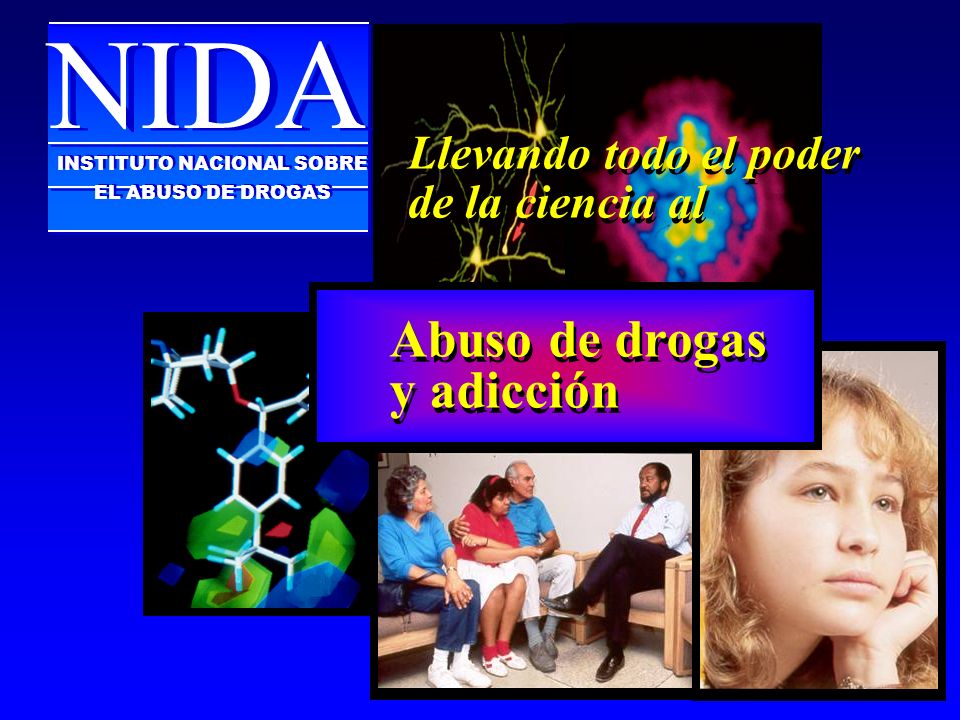 NIDA
INSTITUTO NACIONAL SOBRE
EL ABUSO DE DROGAS
Llevando todo el poder
de la ciencia al
Abuso de drogas
y adicción